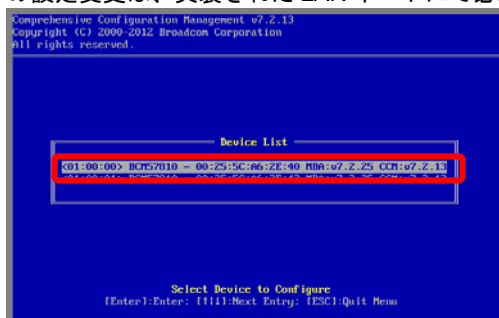 Comprehensive Configuration Management v7.2.13
Copyright (C) 2000-2012 Broadcom Corporation
All rights reserved.
Device List
<01:00:00> BCM57810 - 00:25:5C:A6:2E:40 MBA:v7.2.25 CCM:v7.2.13
Select Device to Configure
[Enter]:Enter; [↑|↓]:Next Entry; [ESC]:Quit Menu